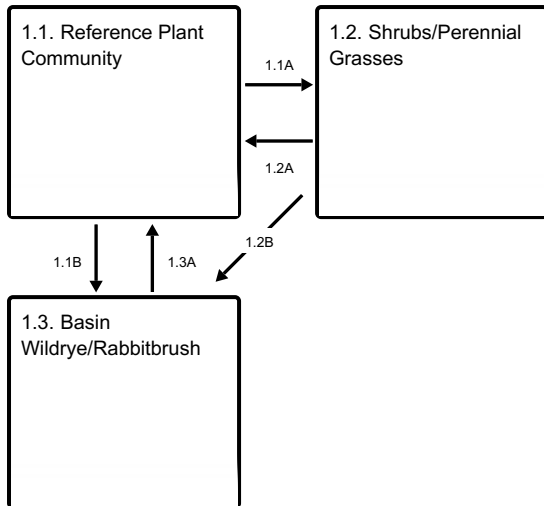 1.1. Reference Plant
Community
1.2. Shrubs/Perennial
Grasses
1.1A
1.2A
1.2B
1.1B
1.3A
1.3. Basin
Wildrye/Rabbitbrush